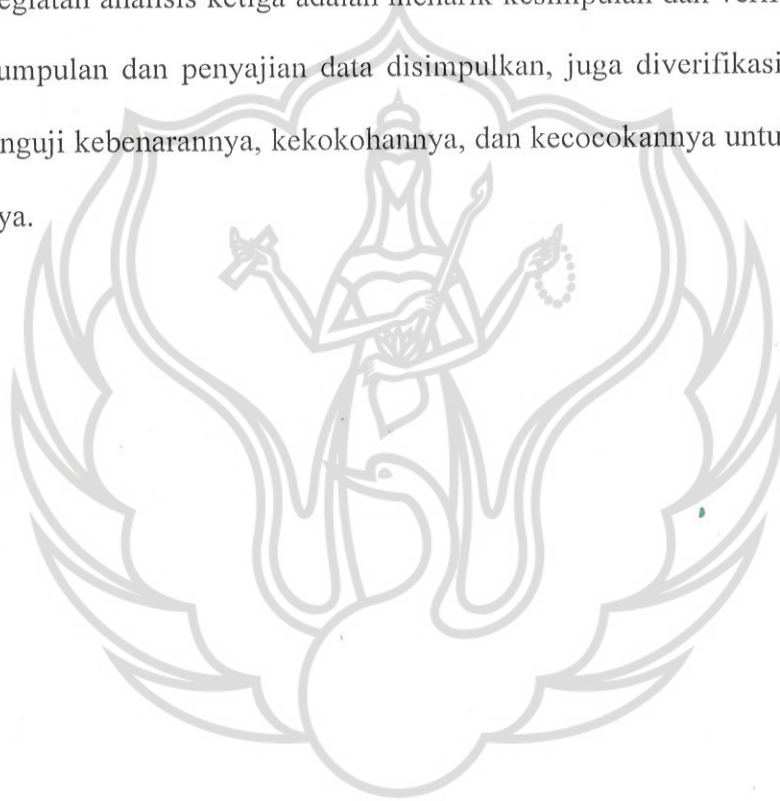 egiatan analisis ketiga adalah menarik kesimpulan dan verif
umpulan dan penyajian data disimpulkan, juga diverifikasi
nguji kebenarannya, kekokohannya, dan kecocokannya untu
ya.